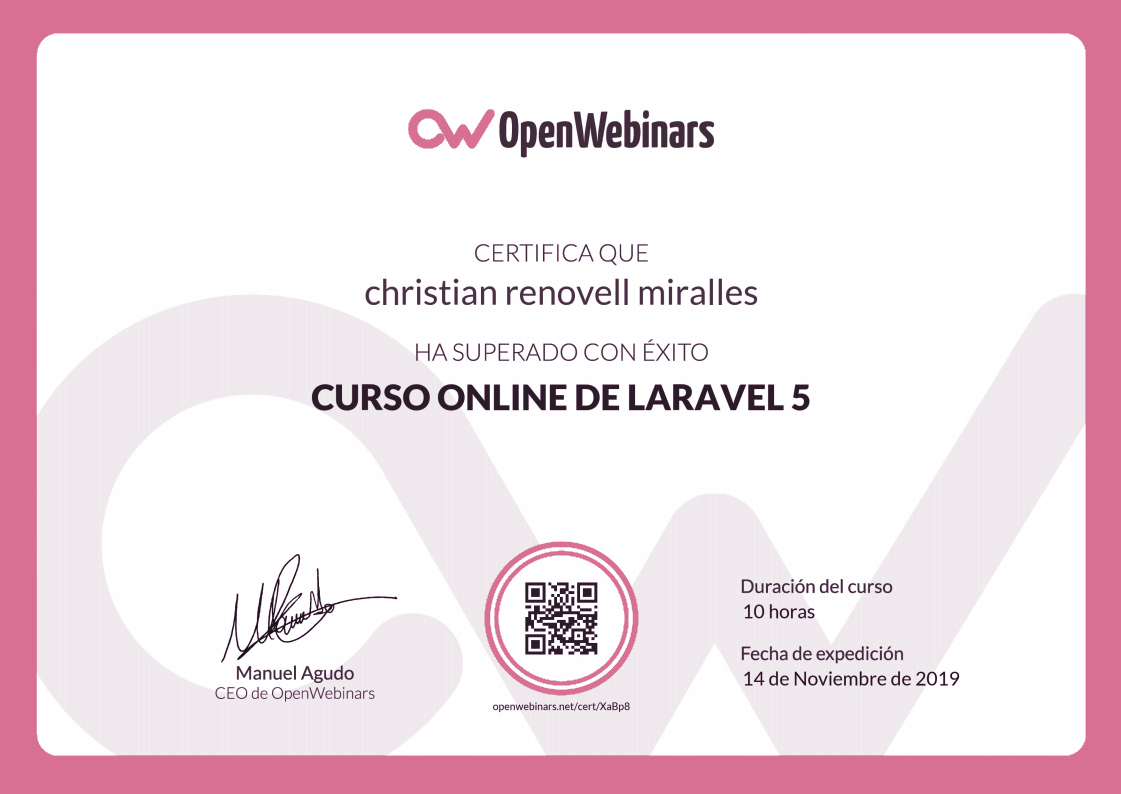 OpenWebinars
CERTIFICA QUE
christian renovell miralles
HA SUPERADO CON ÉXITO
CURSO ONLINE DE LARAVEL 5
Manuel Agudo
CEO de OpenWebinars
openwebinars.net/cert/XaBp8
Duración del curso
10 horas
Fecha de expedición
14 de Noviembre de 2019